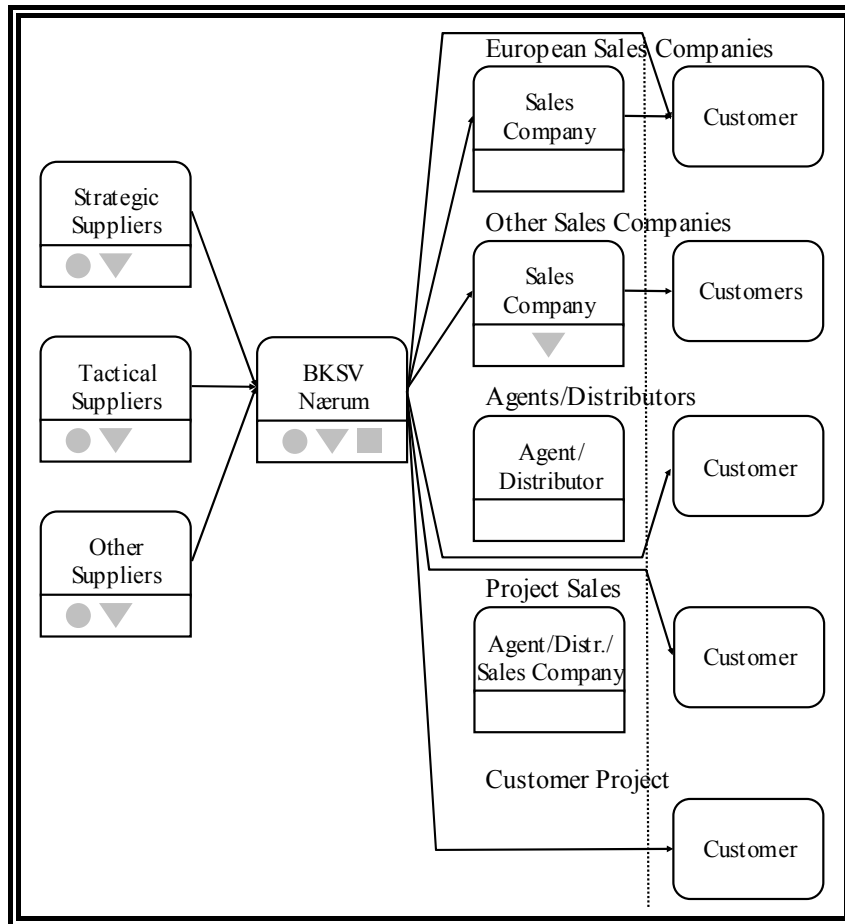 Strategic
Suppliers
Tactical
Suppliers
Other
Suppliers
BKSV
Nærum
European Sales Companies
Sales
Company
Customer
Other Sales Companies
Sales
Company
Customers
Agents/Distributors
Agent/
Distributor
Customer
Project Sales
Agent/Distr./
Sales Company
Customer
Customer Project
Customer